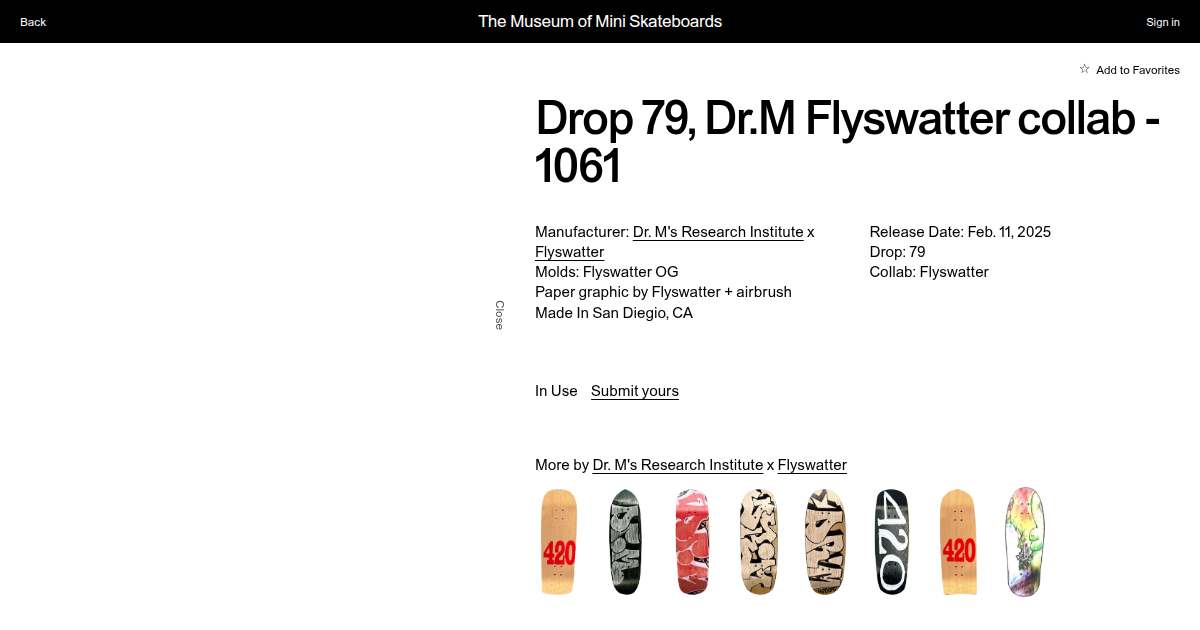 Back
The Museum of Mini Skateboards
Sign in
☆ Add to Favorites
Drop 79, Dr.M Flyswatter collab -
1061
Manufacturer: Dr. M's Research Institute x
Flyswatter
Molds: Flyswatter OG
Paper graphic by Flyswatter + airbrush
Made In San Diegio, CA
Release Date: Feb. 11, 2025
Drop: 79
Collab: Flyswatter
Close
In Use Submit yours
More by Dr. M's Research Institute x Flyswatter
420
420
420